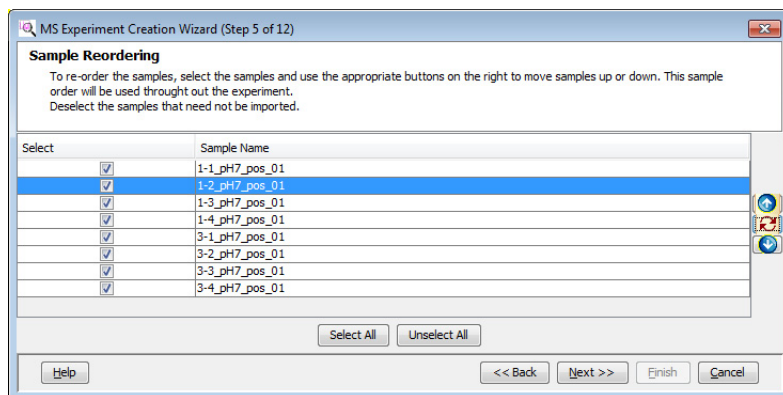 MS Experiment Creation Wizard (Step 5 of 12)
Sample Reordering
To re-order the samples, select the samples and use the appropriate buttons on the right to move samples up or down. This sample
order will be used throught out the experiment.
Deselect the samples that need not be imported.
Select Sample Name
1-1_pH7_pos_01
1-2_pH7_pos_01
1-3_pH7_pos_01
1-4_pH7_pos_01
3-1_pH7_pos_01
3-2_pH7_pos_01
3-3_pH7_pos_01
3-4_pH7_pos_01
Select All Unselect All
Help << Back Next >> Finish Cancel